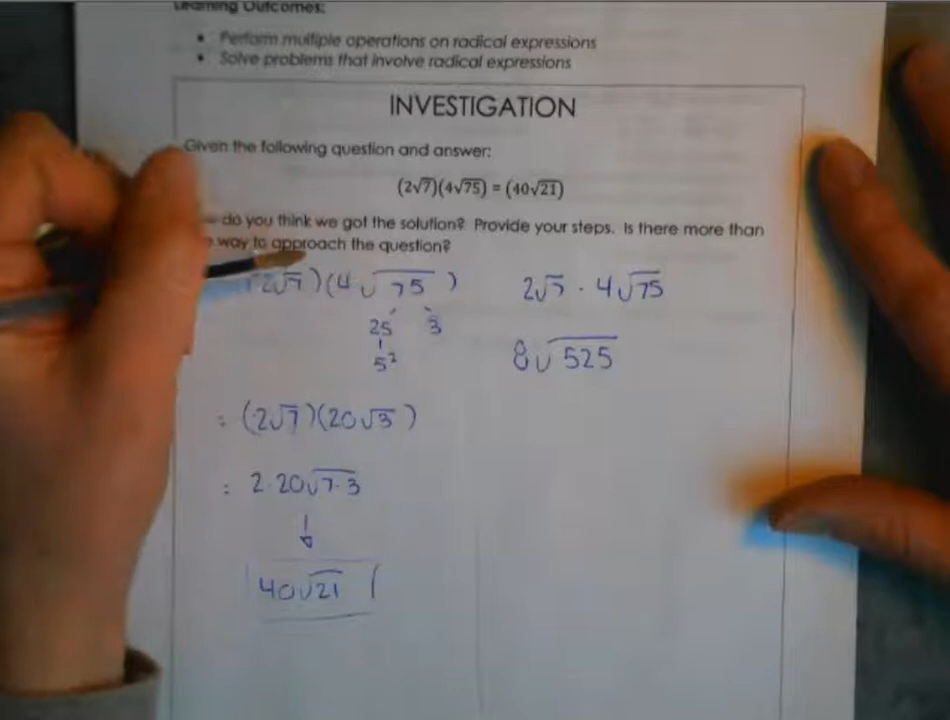 Learning Outcomes:
• Perform multiple operations on radical expressions
• Solve problems that involve radical expressions
INVESTIGATION
Given the following question and answer:
(2√7)(4√75) = (40√21)
do you think we got the solution? Provide your steps. Is there more than
way to approach the question?
(2√7)(4√75)
25 3
5²
= (2√7)(20√3)
= 2·20√7·3
40√21
2√7 · 4√75
8√525